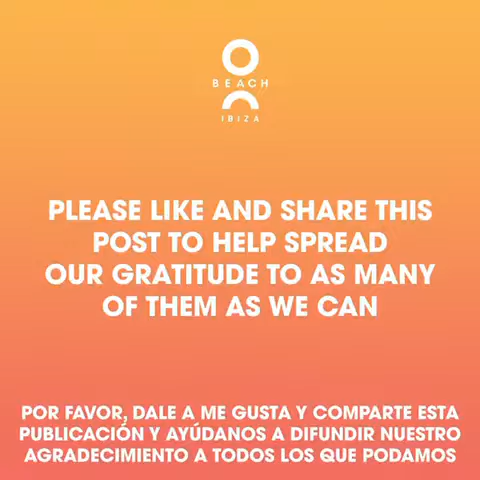 BEACH
IBIZA
PLEASE LIKE AND SHARE THIS
POST TO HELP SPREAD
OUR GRATITUDE TO AS MANY
OF THEM AS WE CAN
POR FAVOR, DALE A ME GUSTA Y COMPARTE ESTA
PUBLICACIÓN Y AYÚDANOS A DIFUNDIR NUESTRO
AGRADECIMIENTO A TODOS LOS QUE PODAMOS